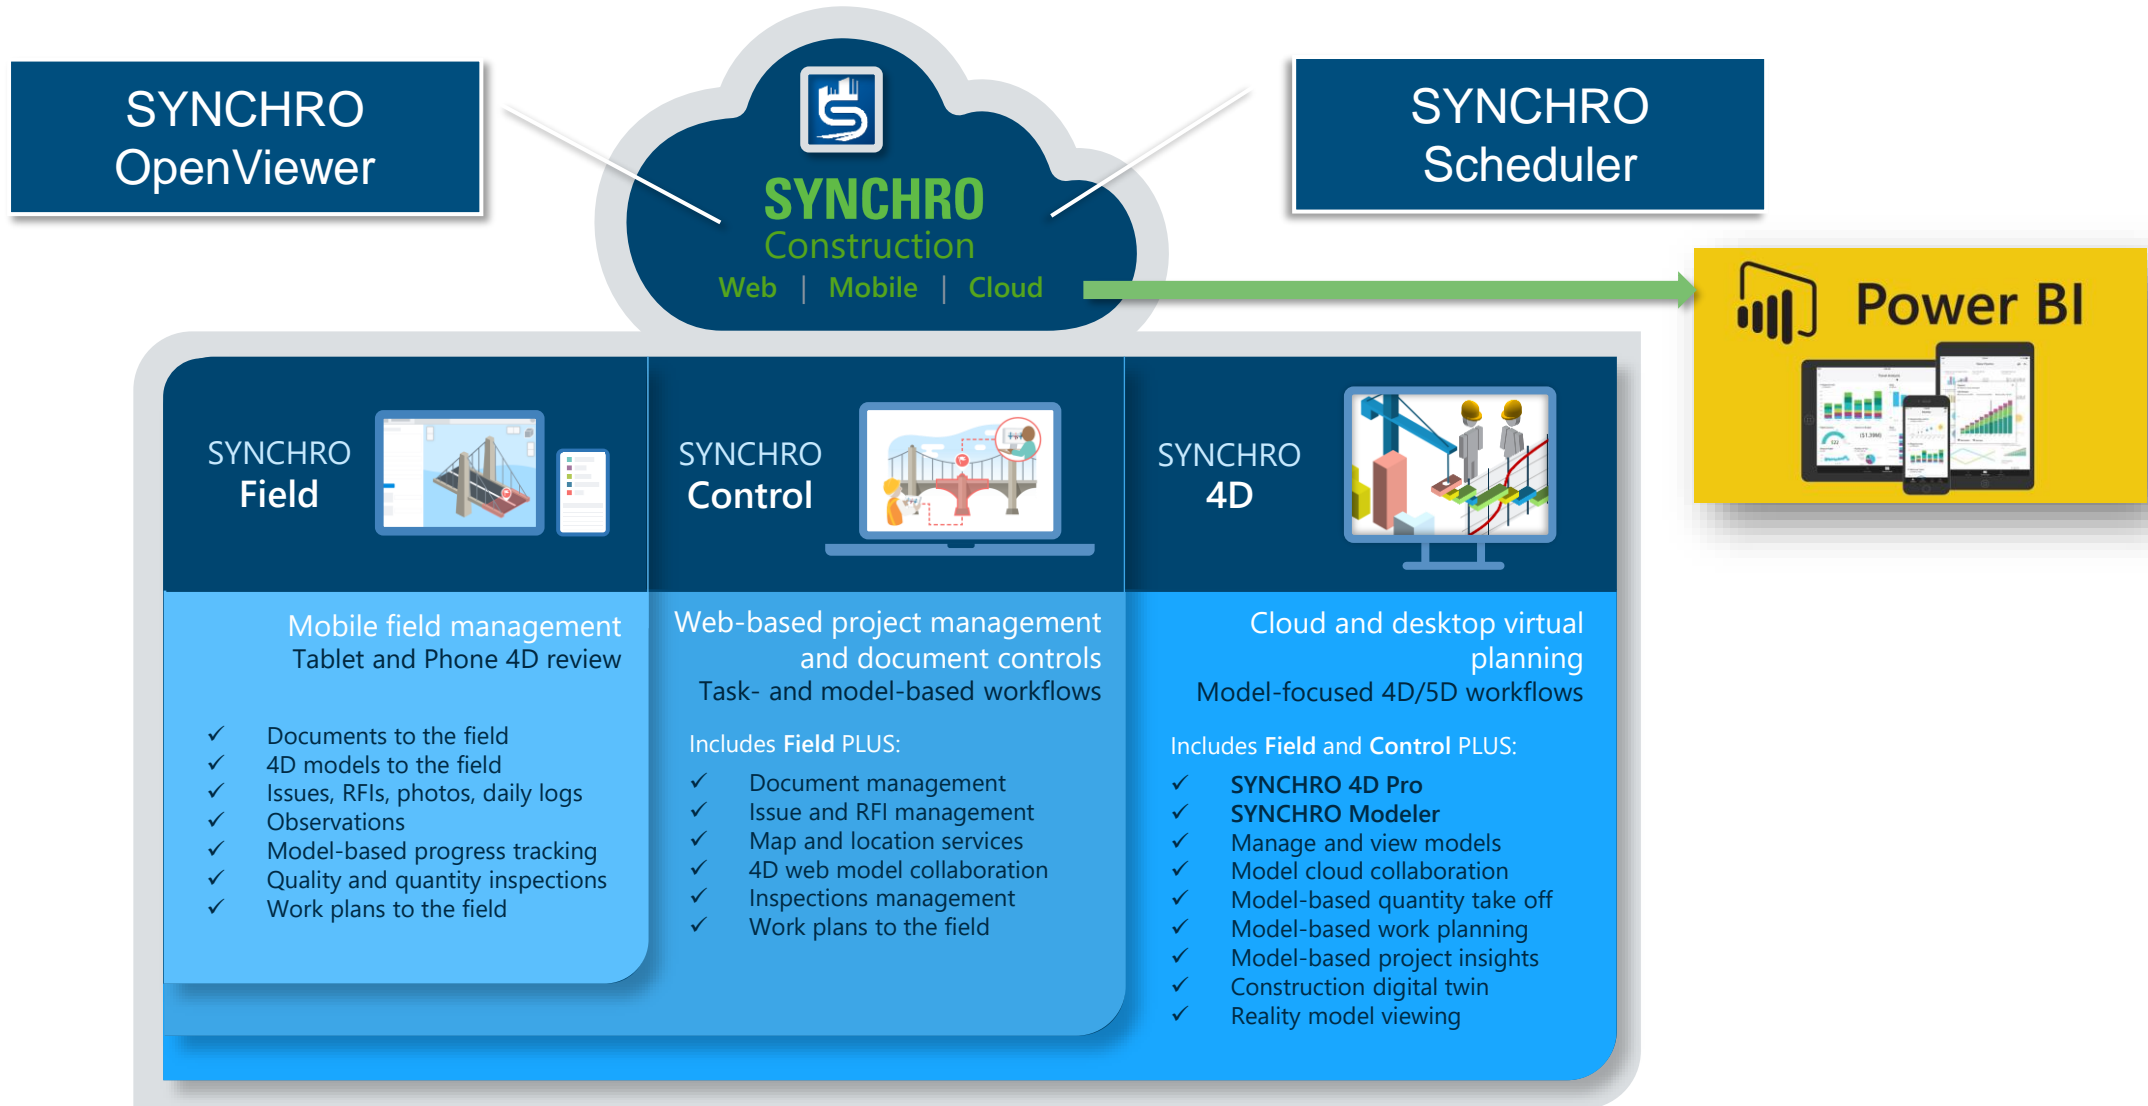 SYNCHRO
OpenViewer
SYNCHRO
Construction
Web | Mobile | Cloud
SYNCHRO
Scheduler
Power BI
SYNCHRO
Field
Mobile field management
Tablet and Phone 4D review
✓ Documents to the field
✓ 4D models to the field
✓ Issues, RFIs, photos, daily logs
✓ Observations
✓ Model-based progress tracking
✓ Quality and quantity inspections
✓ Work plans to the field
SYNCHRO
Control
Web-based project management
and document controls
Task- and model-based workflows
Includes Field PLUS:
✓ Document management
✓ Issue and RFI management
✓ Map and location services
✓ 4D web model collaboration
✓ Inspections management
✓ Work plans to the field
SYNCHRO
4D
Cloud and desktop virtual
planning
Model-focused 4D/5D workflows
Includes Field and Control PLUS:
✓ SYNCHRO 4D Pro
✓ SYNCHRO Modeler
✓ Manage and view models
✓ Model cloud collaboration
✓ Model-based quantity take off
✓ Model-based work planning
✓ Model-based project insights
✓ Construction digital twin
✓ Reality model viewing